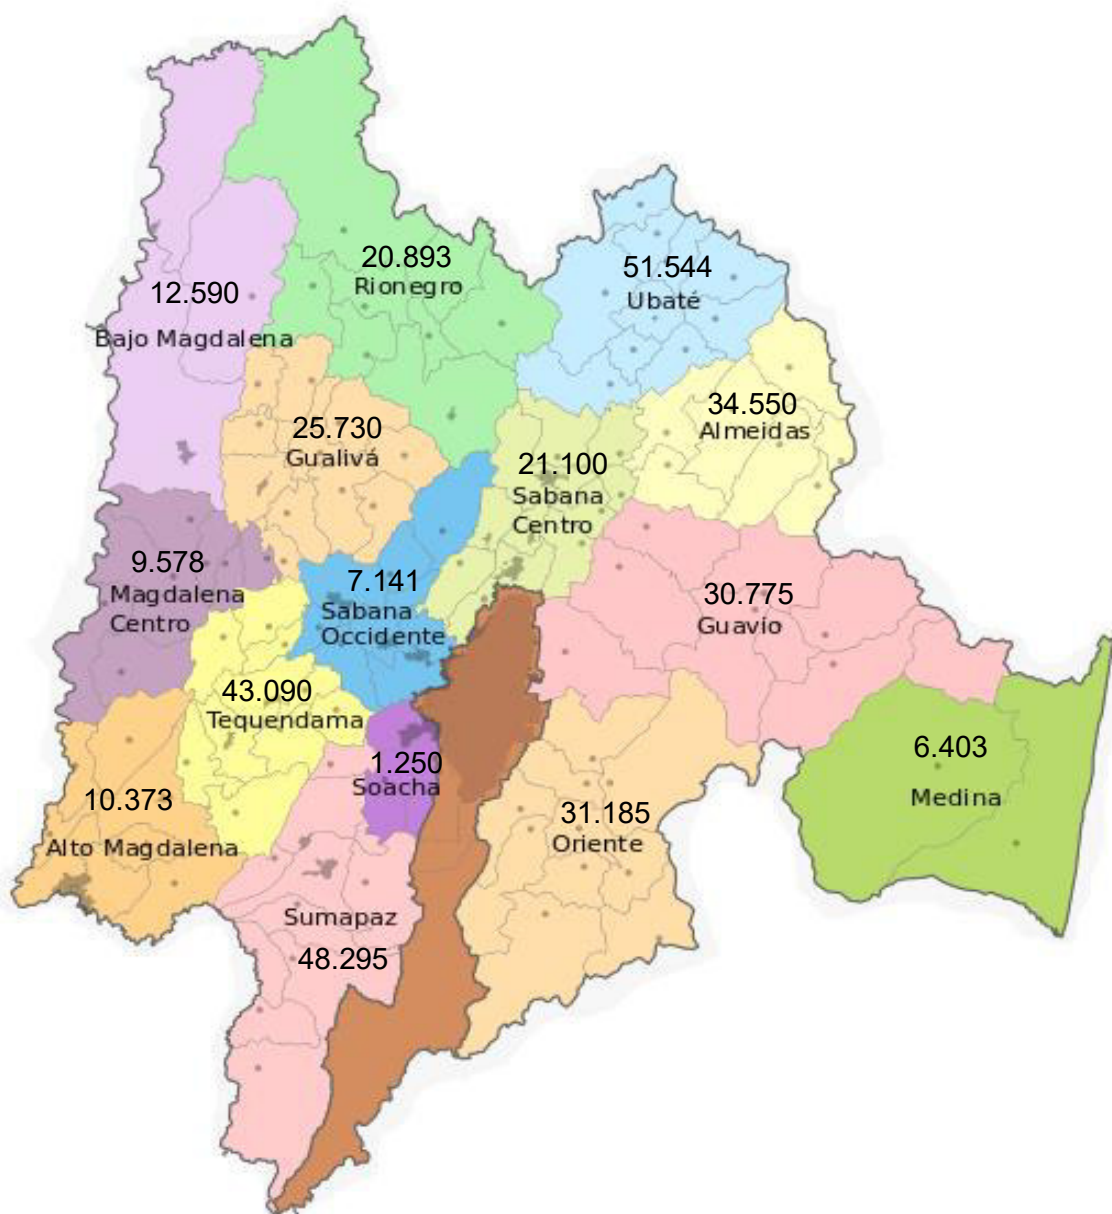 20.893
Rionegro
51.544
Ubaté
12.590
Bajo Magdalena
34.550
Almeidas
25.730
Gualivá
21.100
Sabana
Centro
9.578
Magdalena
Centro
7.141
Sabana
Occidente
30.775
Guavio
43.090
Tequendama
1.250
Soacha
6.403
Medina
10.373
Alto Magdalena
31.185
Oriente
Sumapaz
48.295